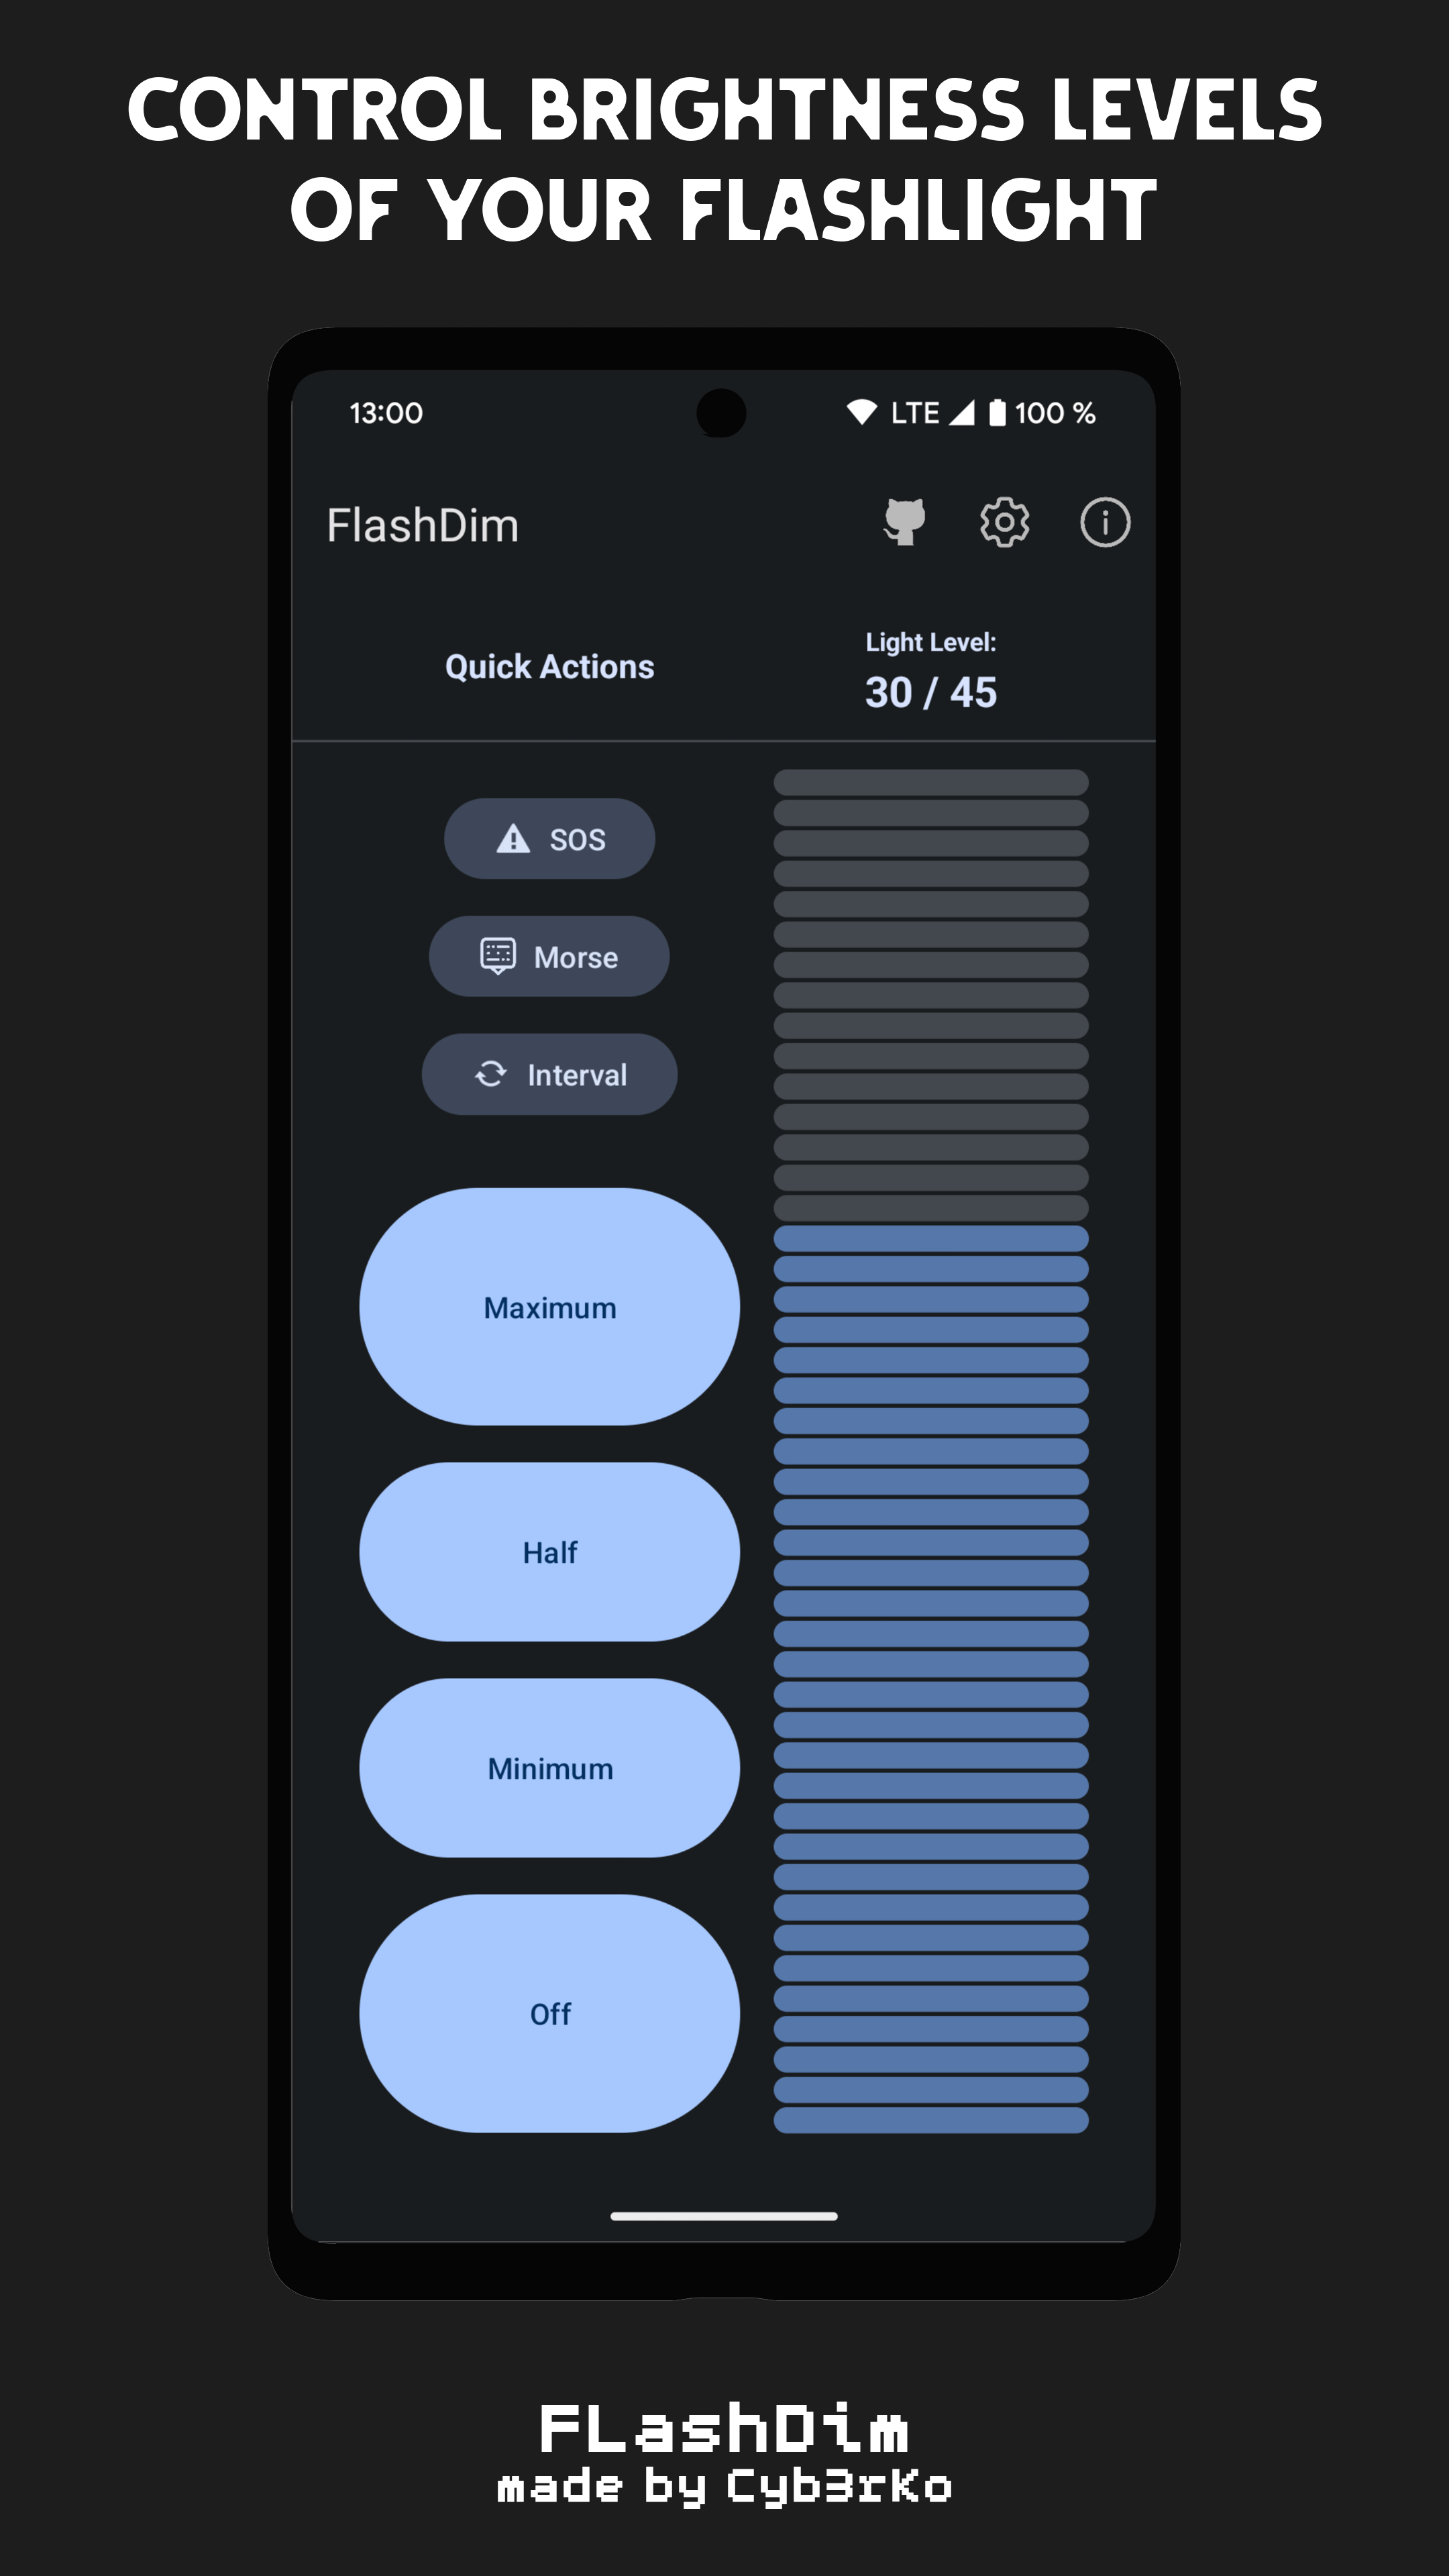 CONTROL BRIGHTNESS LEVELS
OF YOUR FLASHLIGHT
13:00
LTE 100 %
FlashDim
Quick Actions
Light Level:
30 / 45
SOS
Morse
Interval
Maximum
Half
Minimum
Off
FLashDim
made by Cyb3rKo